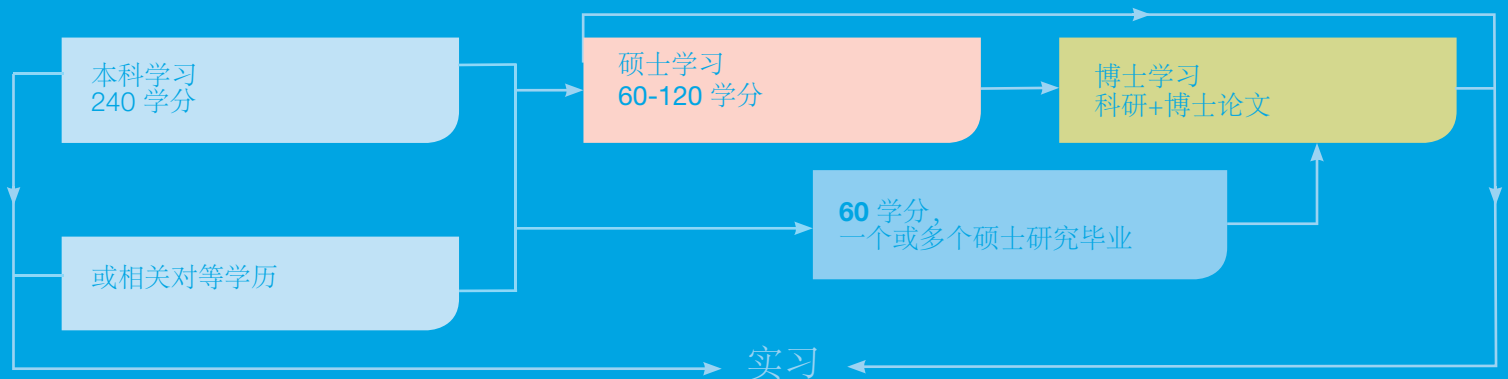 本科学习
240 学分
硕士学习
60-120 学分
博士学习
科研+博士论文
60 学分，
一个或多个硕士研究毕业
或相关对等学历
实习